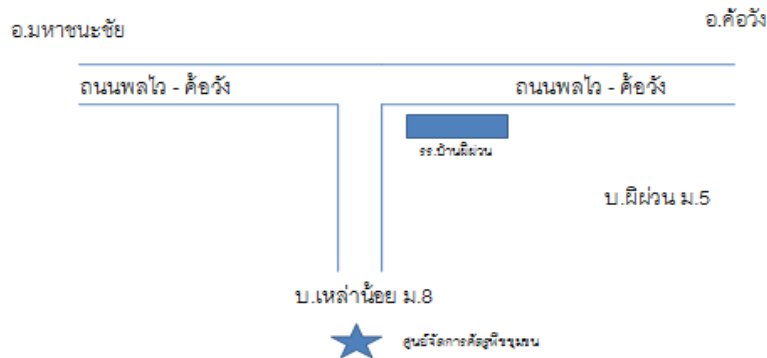 อ.มหาชนะชัย
อ.ค้อวัง
ถนนพลไว - ค้อวัง
ถนนพลไว - ค้อวัง
รร.บ้านผีผ่วน
บ.ผิผ่วน ม.5
บ.เหล่าน้อย ม.8
ศูนย์จัดการศัตรูพืชชุมชน